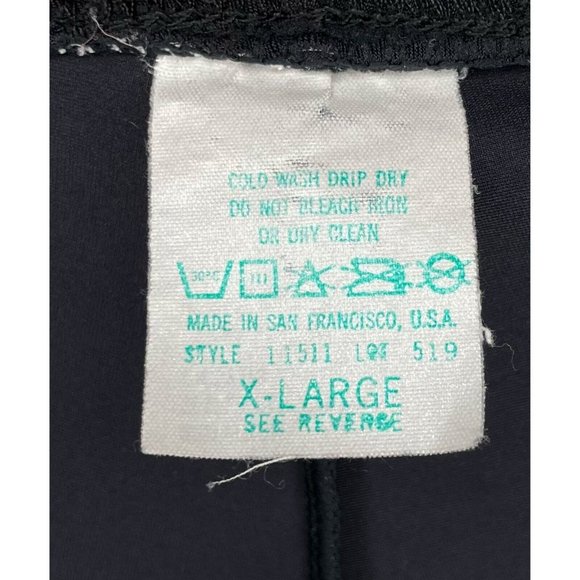 COLD WASH DRIP DRY
DO NOT BLEACH IRON
OR DRY CLEAN
30°C
MADE IN SAN FRANCISCO, U.S.A.
STYLE 11511 LOT 519
X-LARGE
SEE REVERSE